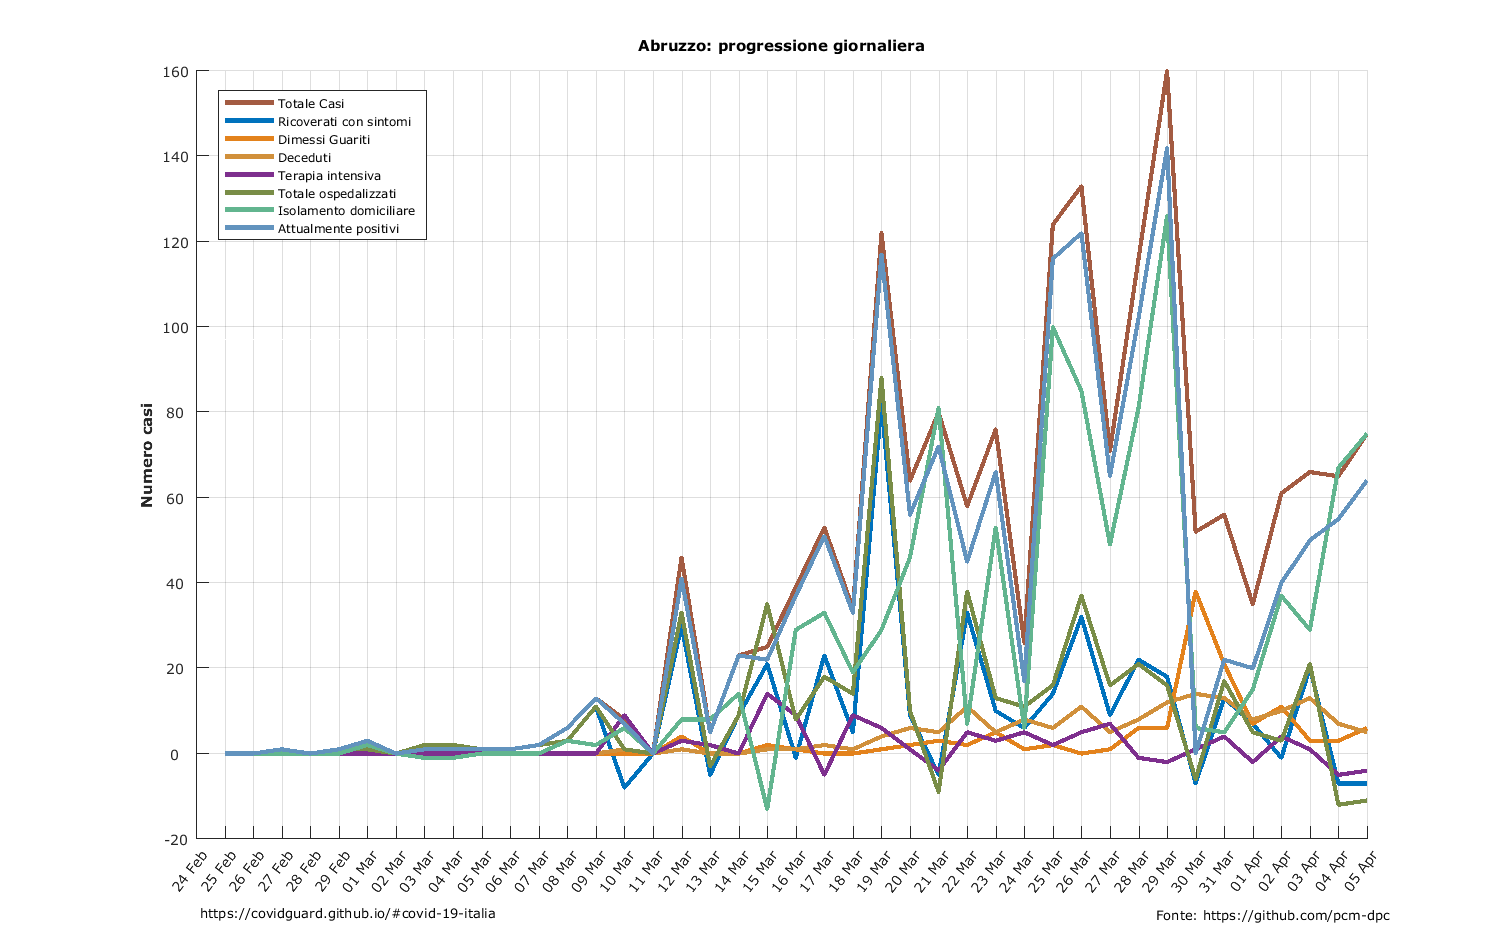 Abruzzo: progressione giornaliera
Numero casi
160
140
120
100
80
60
40
20
0
-20
Totale Casi
Ricoverati con sintomi
Dimessi Guariti
Deceduti
Terapia intensiva
Totale ospedalizzati
Isolamento domiciliare
Attualmente positivi
24 Feb
25 Feb
26 Feb
27 Feb
28 Feb
29 Feb
01 Mar
02 Mar
03 Mar
04 Mar
05 Mar
06 Mar
07 Mar
08 Mar
09 Mar
10 Mar
11 Mar
12 Mar
13 Mar
14 Mar
15 Mar
16 Mar
17 Mar
18 Mar
19 Mar
20 Mar
21 Mar
22 Mar
23 Mar
24 Mar
25 Mar
26 Mar
27 Mar
28 Mar
29 Mar
30 Mar
31 Mar
01 Apr
02 Apr
03 Apr
04 Apr
05 Apr
https://covidguard.github.io/#covid-19-italia
Fonte: https://github.com/pcm-dpc